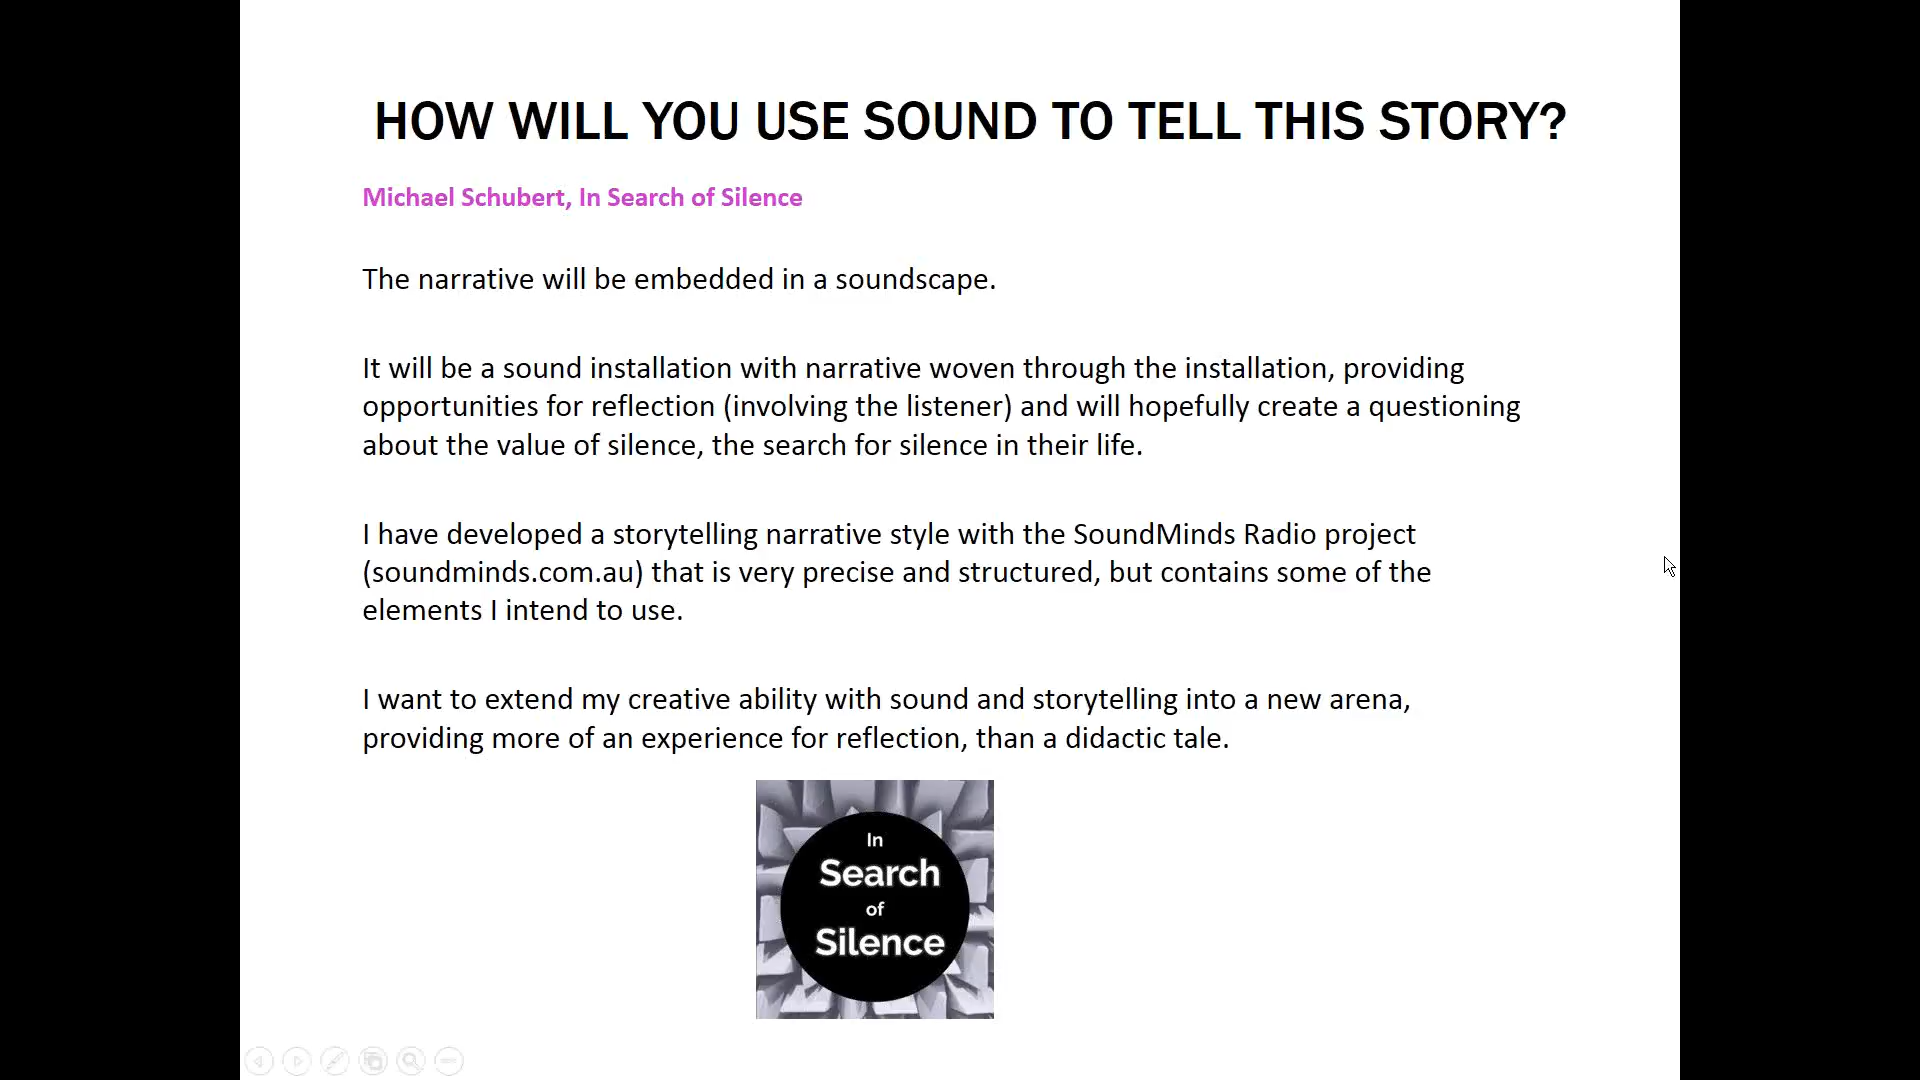 HOW WILL YOU USE SOUND TO TELL THIS STORY?
Michael Schubert, In Search of Silence
The narrative will be embedded in a soundscape.
It will be a sound installation with narrative woven through the installation, providing
opportunities for reflection (involving the listener) and will hopefully create a questioning
about the value of silence, the search for silence in their life.
I have developed a storytelling narrative style with the SoundMinds Radio project
(soundminds.com.au) that is very precise and structured, but contains some of the
elements I intend to use.
I want to extend my creative ability with sound and storytelling into a new arena,
providing more of an experience for reflection, than a didactic tale.
In
Search
of
Silence